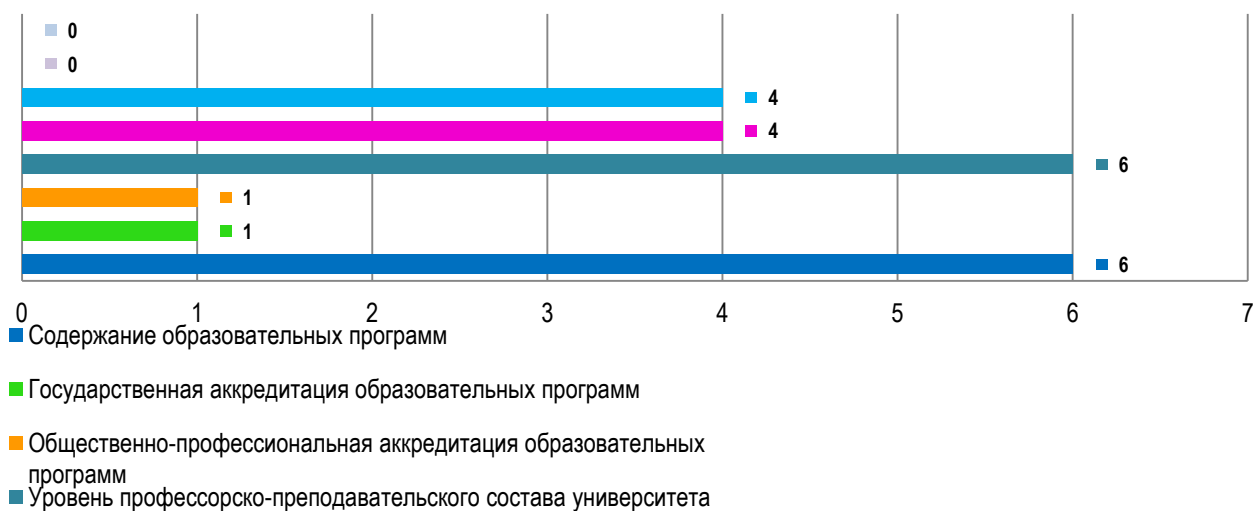 0
0
4
4
6
1
1
6
0 1 2 3 4 5 6 7
Содержание образовательных программ
Государственная аккредитация образовательных программ
Общественно-профессиональная аккредитация образовательных
программ
Уровень профессорско-преподавательского состава университета